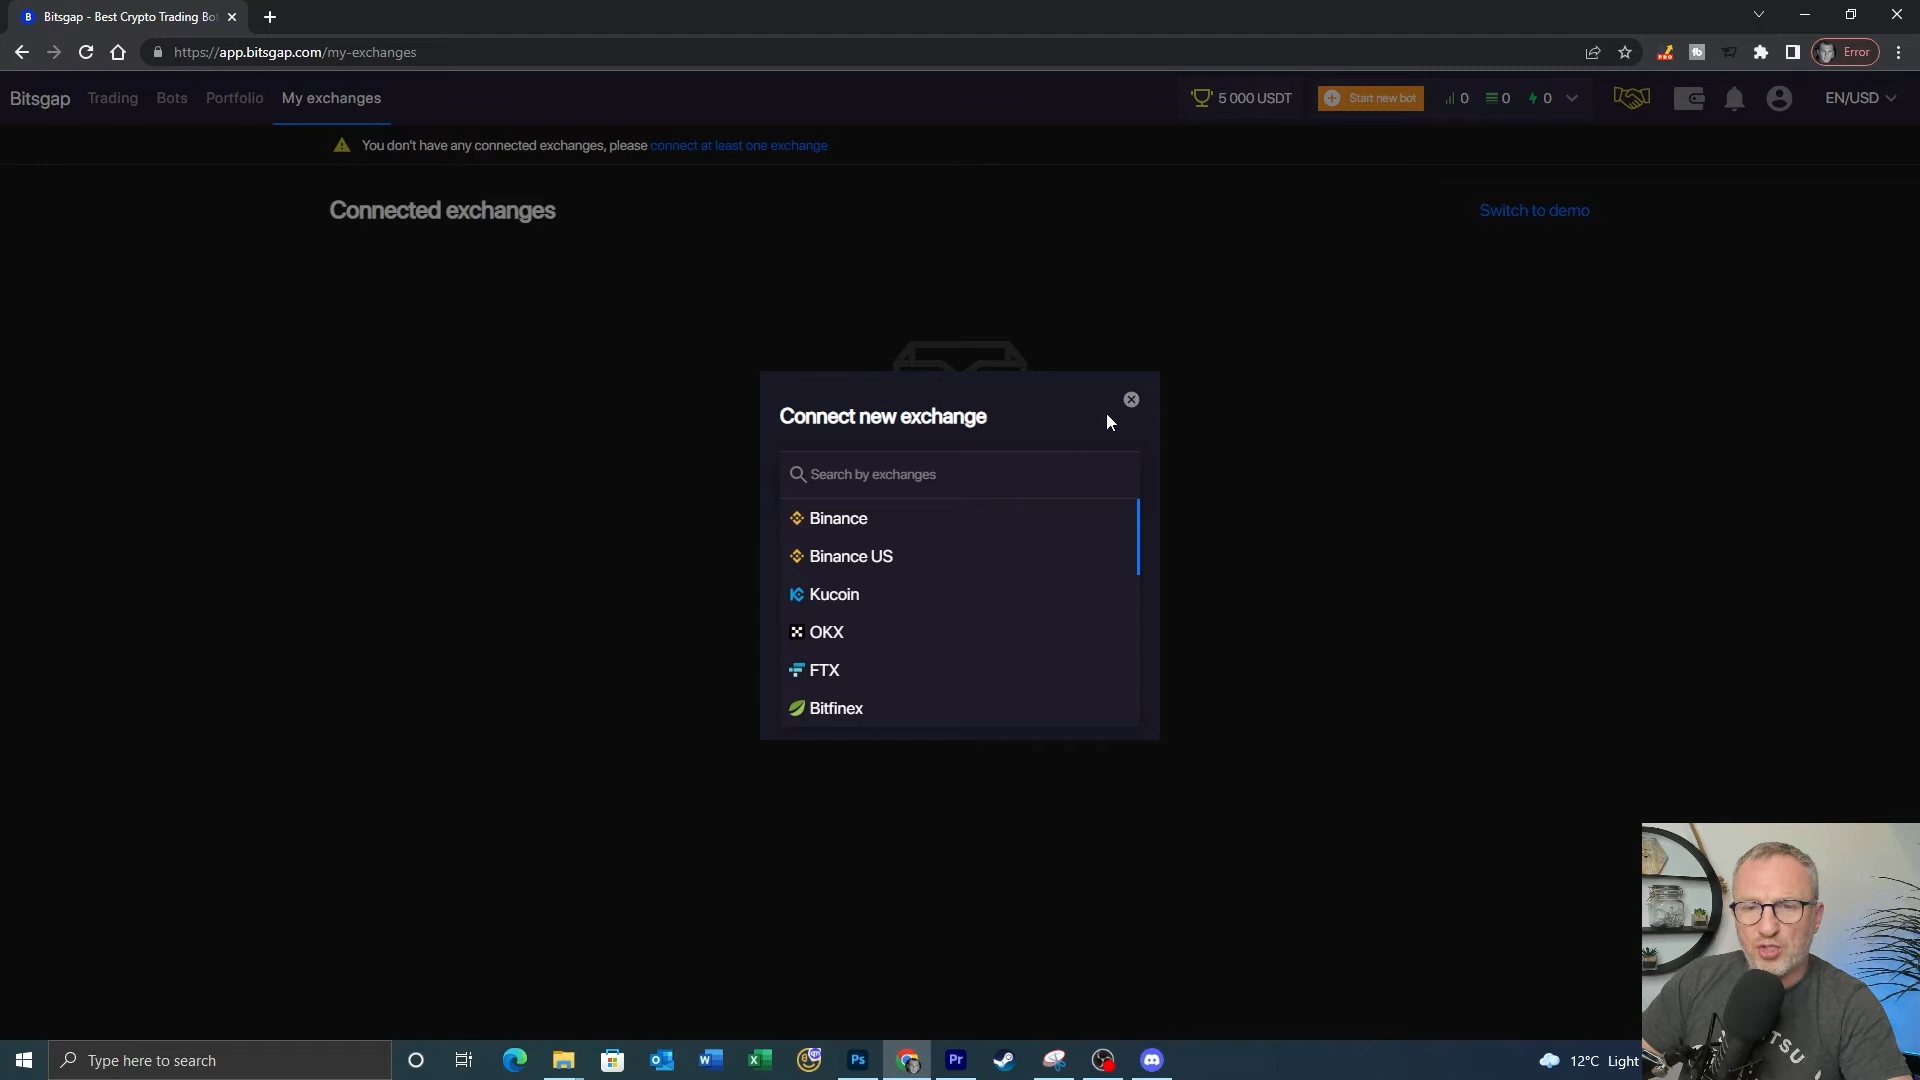 Bitsgap - Best Crypto Trading Bo
https://app.bitsgap.com/my-exchanges
Error
Bitsgap Trading Bots Portfolio My exchanges 5 000 USDT Start new bot 0 0 0 EN/USD
You don't have any connected exchanges, please connect at least one exchange
Connected exchanges
Switch to demo
Connect new exchange
Search by exchanges
Binance
Binance US
Kucoin
OKX
FTX
Bitfinex
TSU
Type here to search
Ps
Pr
12°C Light